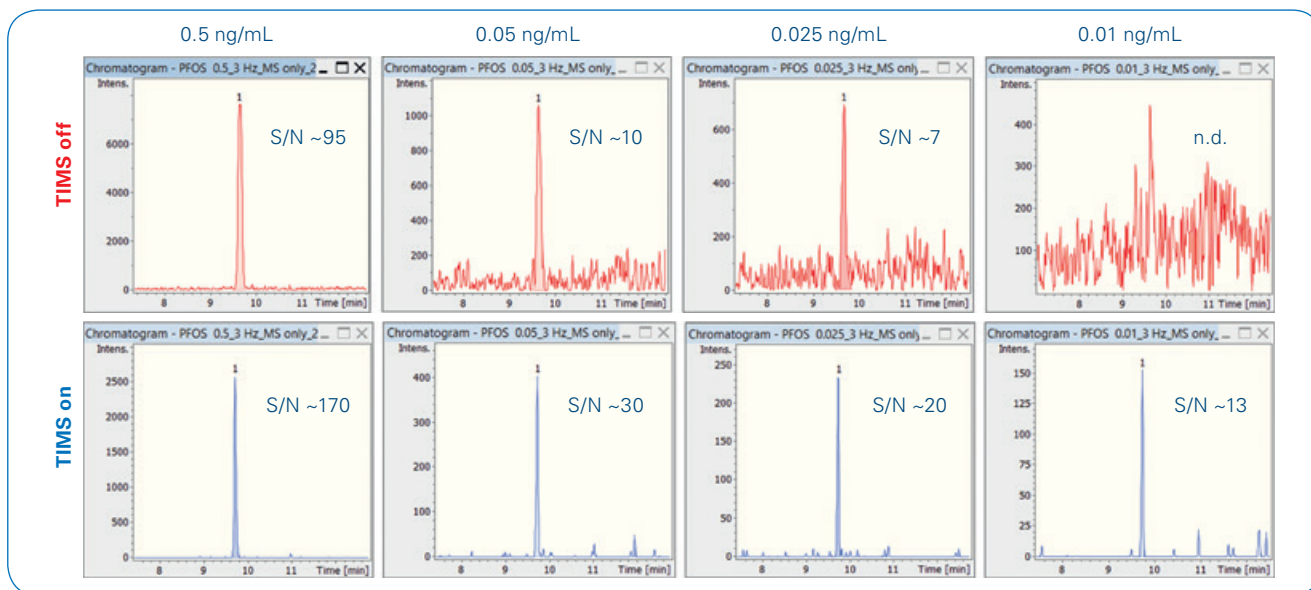 0.5 ng/mL 0.05 ng/mL 0.025 ng/mL 0.01 ng/mL
TIMS off
Chromatogram - PFOS 0.5_3 Hz_MS only_2
Intens.
1
S/N ~95
6000
4000
2000
0
8 9 10 11 Time [min]
Chromatogram - PFOS 0.05_3 Hz_MS only_
Intens.
1
S/N ~10
1000
800
600
400
200
0
8 9 10 11 Time [min]
Chromatogram - PFOS 0.025_3 Hz_MS only
Intens.
1
S/N ~7
600
400
200
0
8 9 10 11 Time [min]
Chromatogram - PFOS 0.01_3 Hz_MS only_
Intens.
n.d.
400
300
200
100
8 9 10 11 Time [min]
TIMS on
Chromatogram - PFOS 0.5_3 Hz_MS only_2
Intens.
1
S/N ~170
2500
2000
1500
1000
500
0
8 9 10 11 Time [min]
Chromatogram - PFOS 0.05_3 Hz_MS only_
Intens.
1
S/N ~30
400
300
200
100
0
8 9 10 11 Time [min]
Chromatogram - PFOS 0.025_3 Hz_MS only
Intens.
250
1
S/N ~20
200
150
100
50
0
8 9 10 11 Time [min]
Chromatogram - PFOS 0.01_3 Hz_MS only_
Intens.
1
S/N ~13
150
125
100
75
50
25
0
8 9 10 11 Time [min]